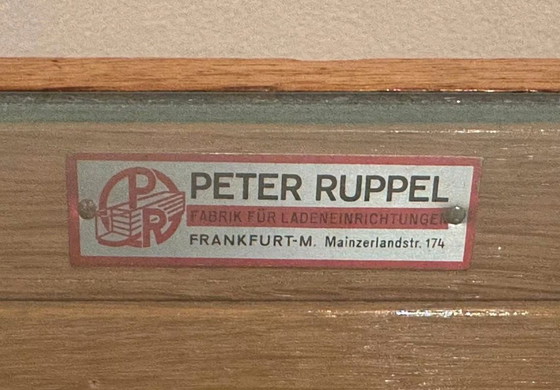 PR
PETER RUPPEL
FABRIK FÜR LADENEINRICHTUNGEN
FRANKFURT-M. Mainzerlandstr. 174